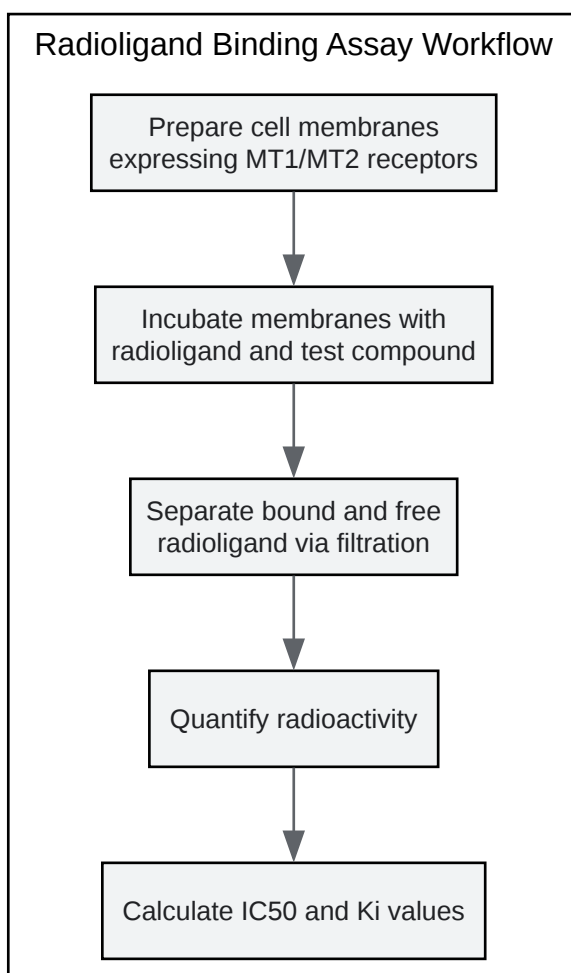 Radioligand Binding Assay Workflow
Prepare cell membranes
expressing MT1/MT2 receptors
Incubate membranes with
radioligand and test compound
Separate bound and free
radioligand via filtration
Quantify radioactivity
Calculate IC50 and Ki values